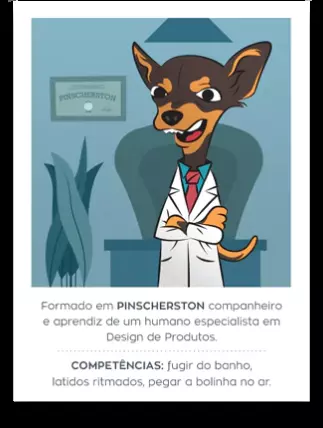 PINSCHERSTON
Formado em PINSCHERSTON companheiro
e aprendiz de um humano especialista em
Design de Produtos.
COMPETÊNCIAS: fugir do banho,
latidos ritmados, pegar a bolinha no ar.